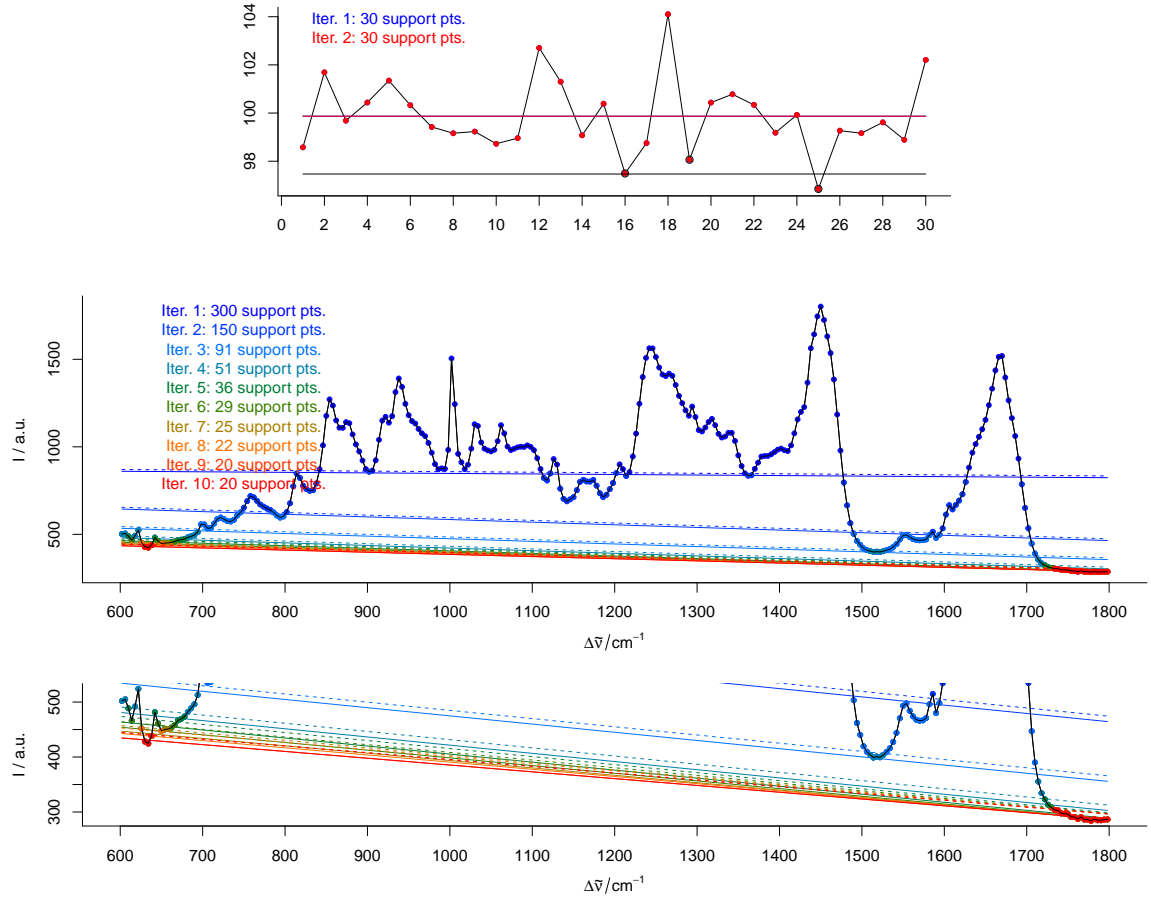 Iter. 1: 30 support pts.
Iter. 2: 30 support pts.
104
102
100
98
0 2 4 6 8 10 12 14 16 18 20 22 24 26 28 30
Iter. 1: 300 support pts.
Iter. 2: 150 support pts.
Iter. 3: 91 support pts.
Iter. 4: 51 support pts.
Iter. 5: 36 support pts.
Iter. 6: 29 support pts.
Iter. 7: 25 support pts.
Iter. 8: 22 support pts.
Iter. 9: 20 support pts.
Iter. 10: 20 support pts.
I / a.u.
1500
1000
500
600 700 800 900 1000 1100 1200 1300 1400 1500 1600 1700 1800
Δν̃/cm⁻¹
I / a.u.
500
400
300
600 700 800 900 1000 1100 1200 1300 1400 1500 1600 1700 1800
Δν̃/cm⁻¹